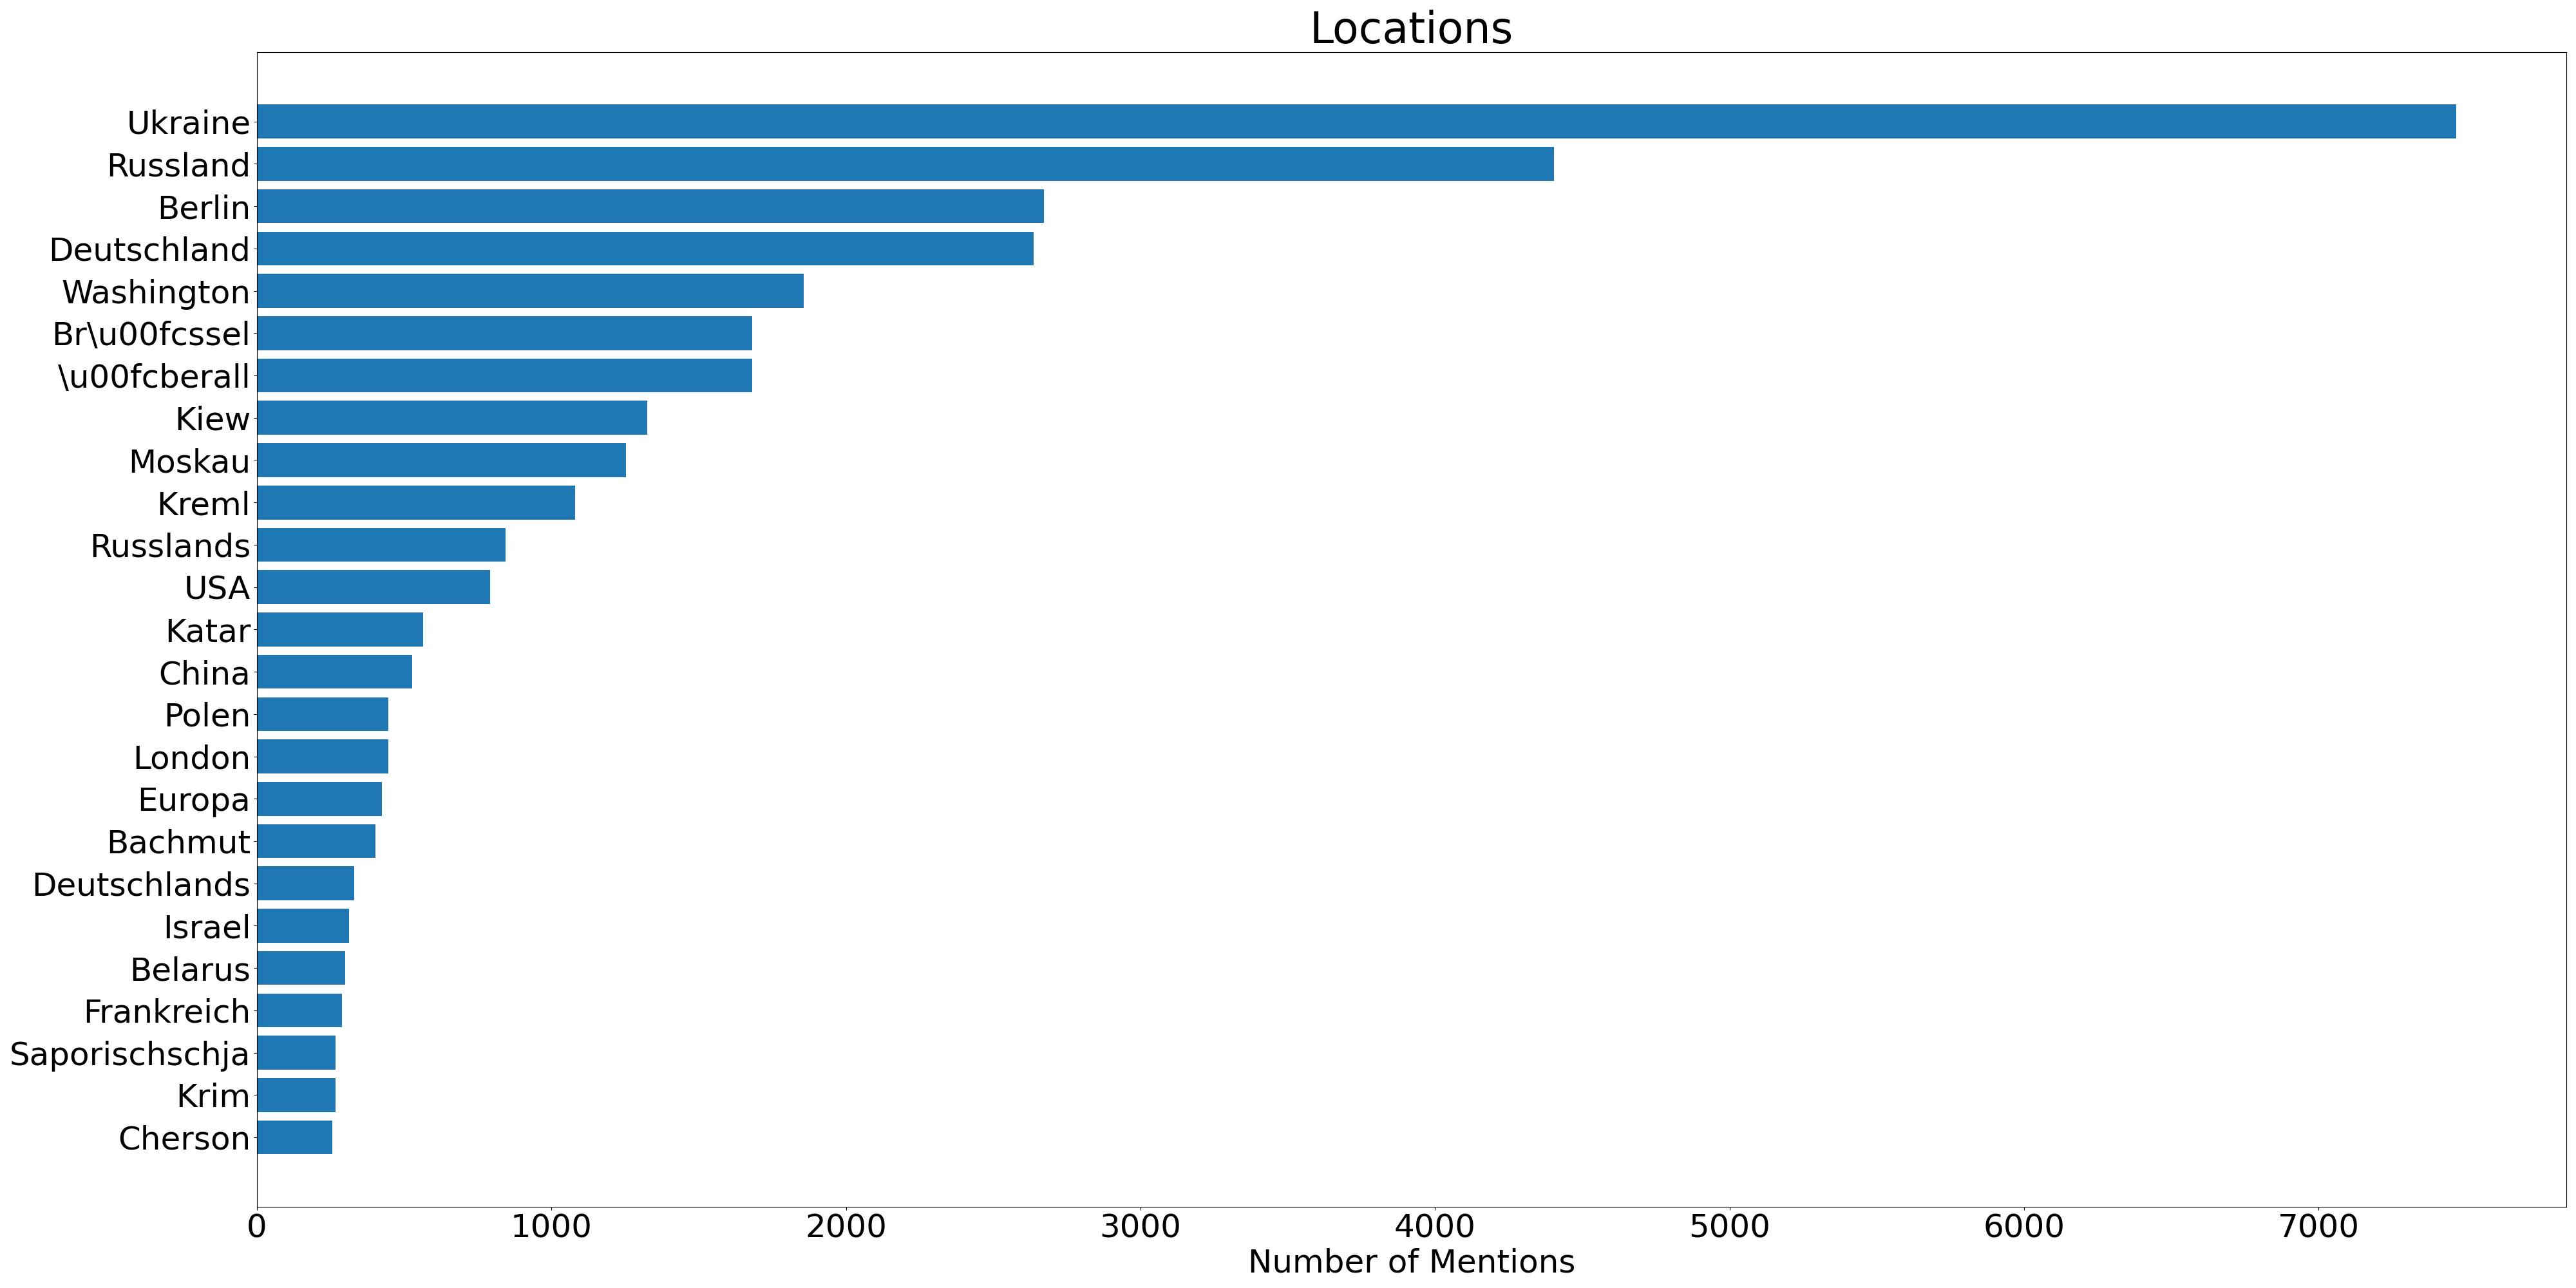 Locations
Ukraine
Russland
Berlin
Deutschland
Washington
Br\u00fcssel
\u00fcberall
Kiew
Moskau
Kreml
Russlands
USA
Katar
China
Polen
London
Europa
Bachmut
Deutschlands
Israel
Belarus
Frankreich
Saporischschja
Krim
Cherson
0 1000 2000 3000 4000 5000 6000 7000
Number of Mentions